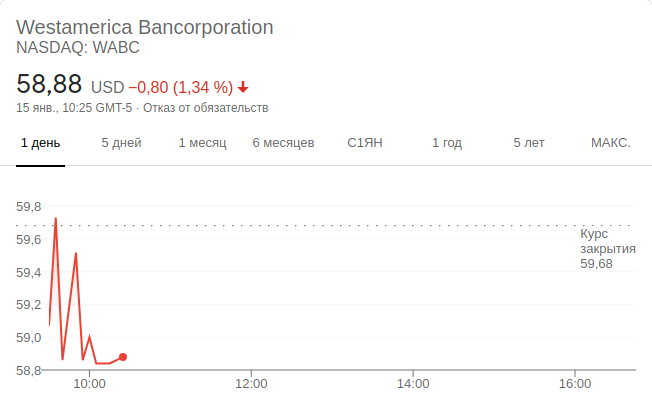 Westamerica Bancorporation
NASDAQ: WABC
58,88 USD −0,80 (1,34 %)
15 янв., 10:25 GMT-5 · Отказ от обязательств
1 день 5 дней 1 месяц 6 месяцев С1ЯН 1 год 5 лет МАКС.
59,8
59,6
59,4
59,2
59,0
58,8
Курс
закрытия
59,68
10:00 12:00 14:00 16:00